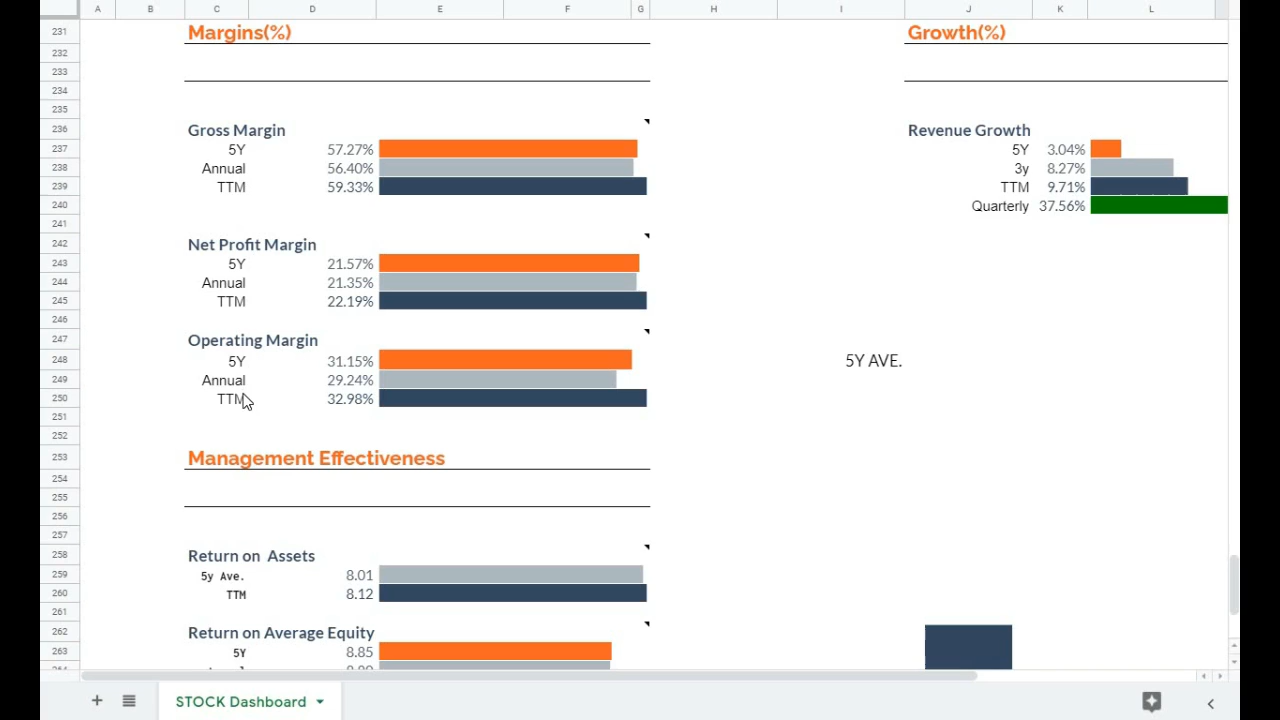 A B C D E F G H I J K L
231 Margins(%) Growth(%)
232
233
234
235
236 Gross Margin Revenue Growth
237 5Y 57.27% 5Y 3.04%
238 Annual 56.40% 3y 8.27%
239 TTM 59.33% TTM 9.71%
240 Quarterly 37.56%
241
242 Net Profit Margin
243 5Y 21.57%
244 Annual 21.35%
245 TTM 22.19%
246
247 Operating Margin
248 5Y 31.15% 5Y AVE.
249 Annual 29.24%
250 TTM 32.98%
251
252
253 Management Effectiveness
254
255
256
257
258 Return on Assets
259 5y Ave. 8.01
260 TTM 8.12
261
262 Return on Average Equity
263 5Y 8.85
STOCK Dashboard